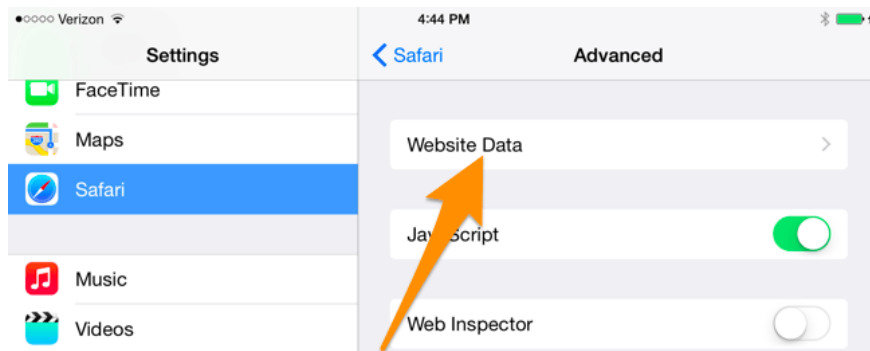 Verizon 4:44 PM
Settings
Safari Advanced
FaceTime
Maps
Safari
Music
Videos
Website Data
JavaScript
Web Inspector